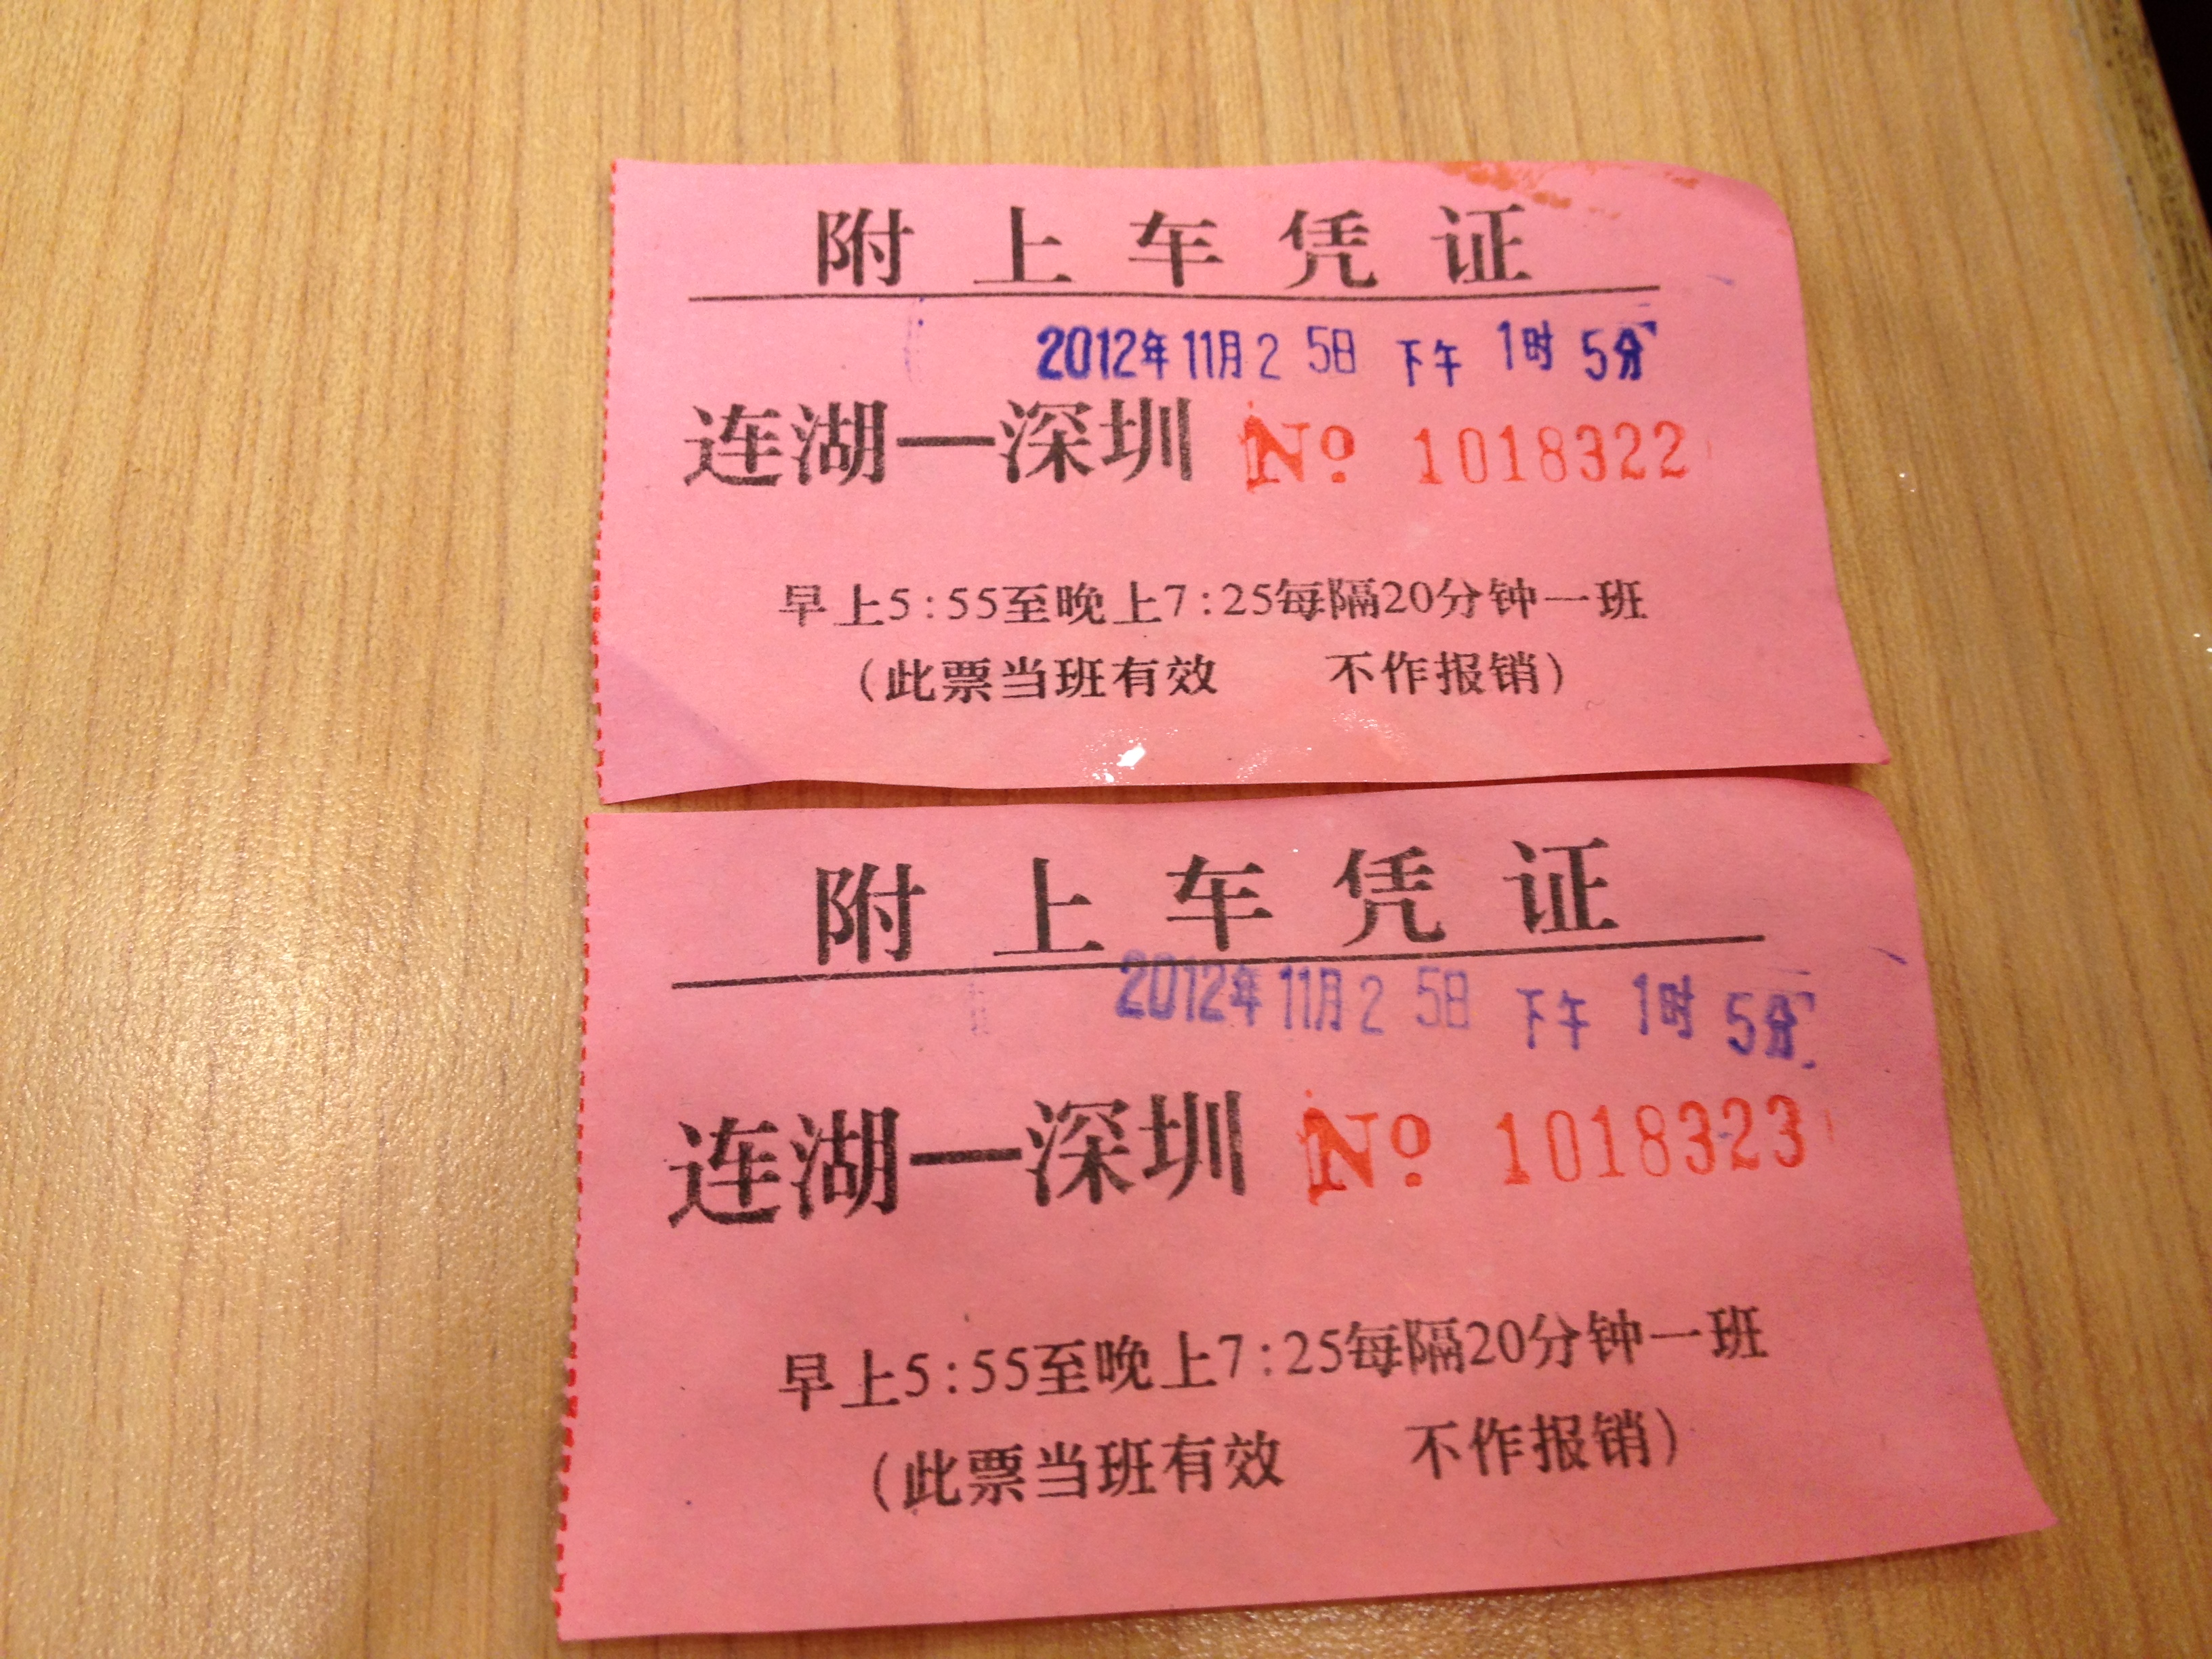 附上车凭证
2012年11月25日 下午 1时 5分
连湖—深圳 No 1018322
早上5:55至晚上7:25每隔20分钟一班
(此票当班有效 不作报销)
附上车凭证
2012年11月25日 下午 1时 5分
连湖—深圳 No 1018323
早上5:55至晚上7:25每隔20分钟一班
(此票当班有效 不作报销)